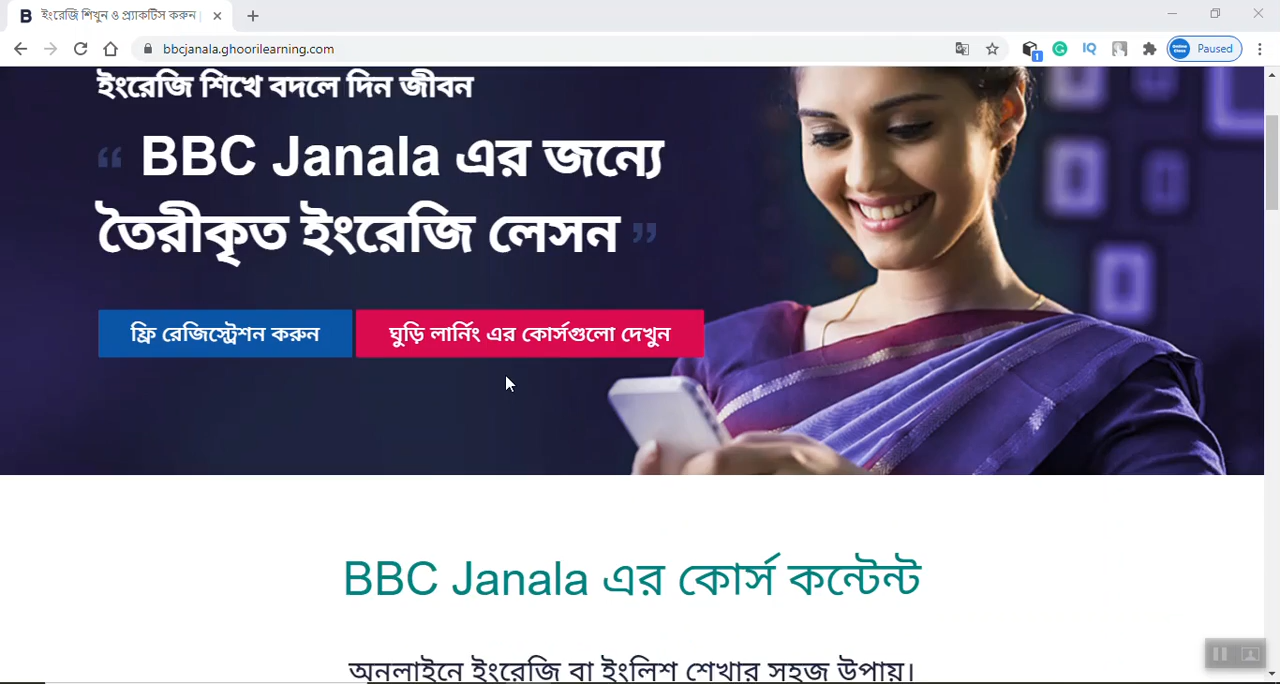 ইংরেজি শিখুন ও প্র্যাকটিস করুন
bbcjanala.ghoorilearning.com
Paused
ইংরেজি শিখে বদলে দিন জীবন
“ BBC Janala এর জন্যে
তৈরীকৃত ইংরেজি লেসন ”
ফ্রি রেজিস্ট্রেশন করুন ঘুড়ি লার্নিং এর কোর্সগুলো দেখুন
BBC Janala এর কোর্স কন্টেন্ট
অনলাইনে ইংরেজি বা ইংলিশ শেখার সহজ উপায়।